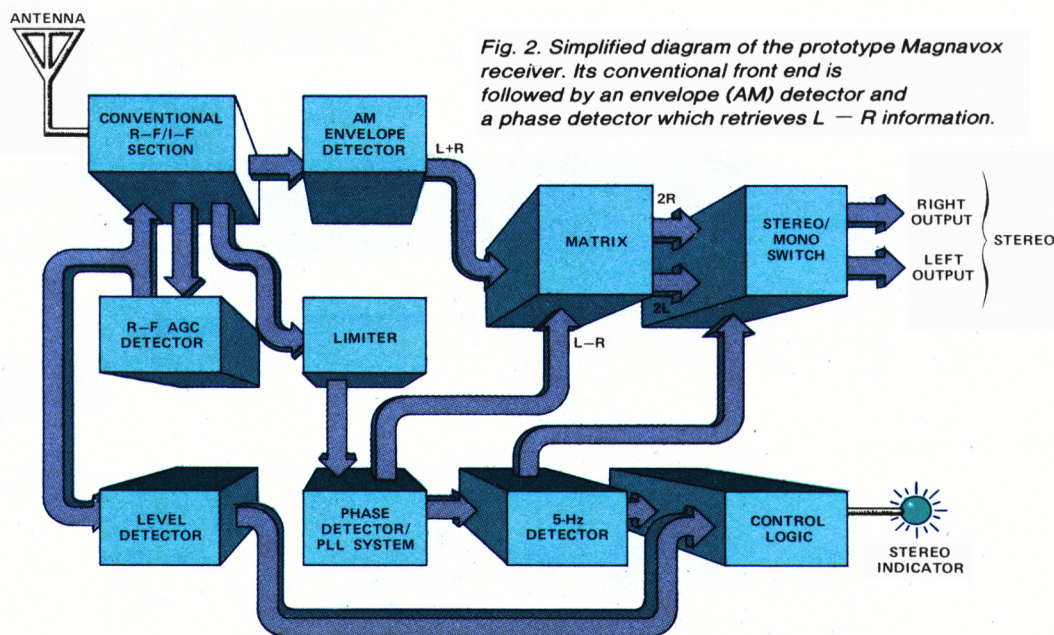 ANTENNA
Fig. 2. Simplified diagram of the prototype Magnavox
receiver. Its conventional front end is
followed by an envelope (AM) detector and
a phase detector which retrieves L — R information.
CONVENTIONAL
R-F/I-F
SECTION
AM
ENVELOPE
DETECTOR
L+R
MATRIX
2R
2L
STEREO/
MONO
SWITCH
RIGHT
OUTPUT
LEFT
OUTPUT
STEREO
R-F AGC
DETECTOR
LIMITER
L-R
LEVEL
DETECTOR
PHASE
DETECTOR/
PLL SYSTEM
5-Hz
DETECTOR
CONTROL
LOGIC
STEREO
INDICATOR